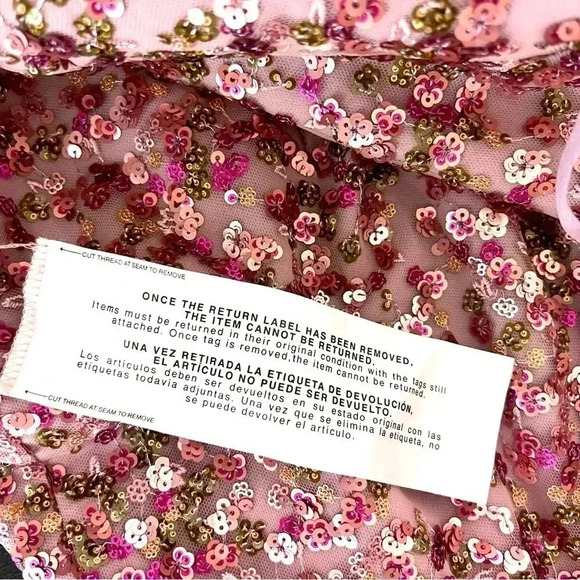 CUT THREAD AT SEAM TO REMOVE
ONCE THE RETURN LABEL HAS BEEN REMOVED,
THE ITEM CANNOT BE RETURNED.
Items must be returned in their original condition with the tags still
attached. Once tag is removed,the item cannot be returned.
UNA VEZ RETIRADA LA ETIQUETA DE DEVOLUCIÓN,
EL ARTÍCULO NO PUEDE SER DEVUELTO.
Los artículos deben ser devueltos en su estado original con las
etiquetas todavía adjuntas. Una vez que se elimina la etiqueta, no
se puede devolver el artículo.
CUT THREAD AT SEAM TO REMOVE